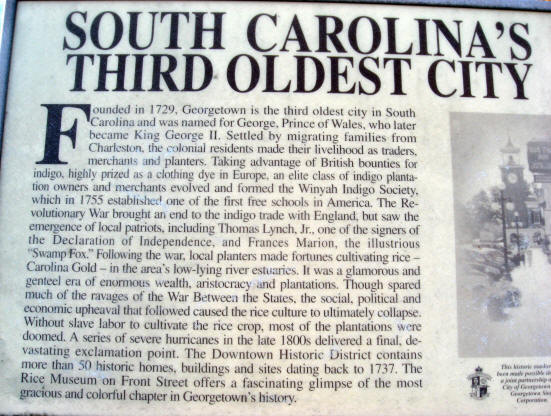 SOUTH CAROLINA'S
THIRD OLDEST CITY
Founded in 1729, Georgetown is the third oldest city in South
Carolina and was named for George, Prince of Wales, who later
became King George II. Settled by migrating families from
Charleston, the colonial residents made their livelihood as traders,
merchants and planters. Taking advantage of British bounties for
indigo, highly prized as a clothing dye in Europe, an elite class of indigo planta-
tion owners and merchants evolved and formed the Winyah Indigo Society,
which in 1755 established one of the first free schools in America. The Re-
volutionary War brought an end to the indigo trade with England, but saw the
emergence of local patriots, including Thomas Lynch, Jr., one of the signers of
the Declaration of Independence, and Frances Marion, the illustrious
"Swamp Fox." Following the war, local planters made fortunes cultivating rice –
Carolina Gold – in the area's low-lying river estuaries. It was a glamorous and
genteel era of enormous wealth, aristocracy and plantations. Though spared
much of the ravages of the War Between the States, the social, political and
economic upheaval that followed caused the rice culture to ultimately collapse.
Without slave labor to cultivate the rice crop, most of the plantations were
doomed. A series of severe hurricanes in the late 1800s delivered a final, de-
vastating exclamation point. The Downtown Historic District contains
more than 50 historic homes, buildings and sites dating back to 1737. The
Rice Museum on Front Street offers a fascinating glimpse of the most
gracious and colorful chapter in Georgetown's history.
This historic marker
been made possible
a joint partnership
City of Georgetown
Georgetown
Corporation